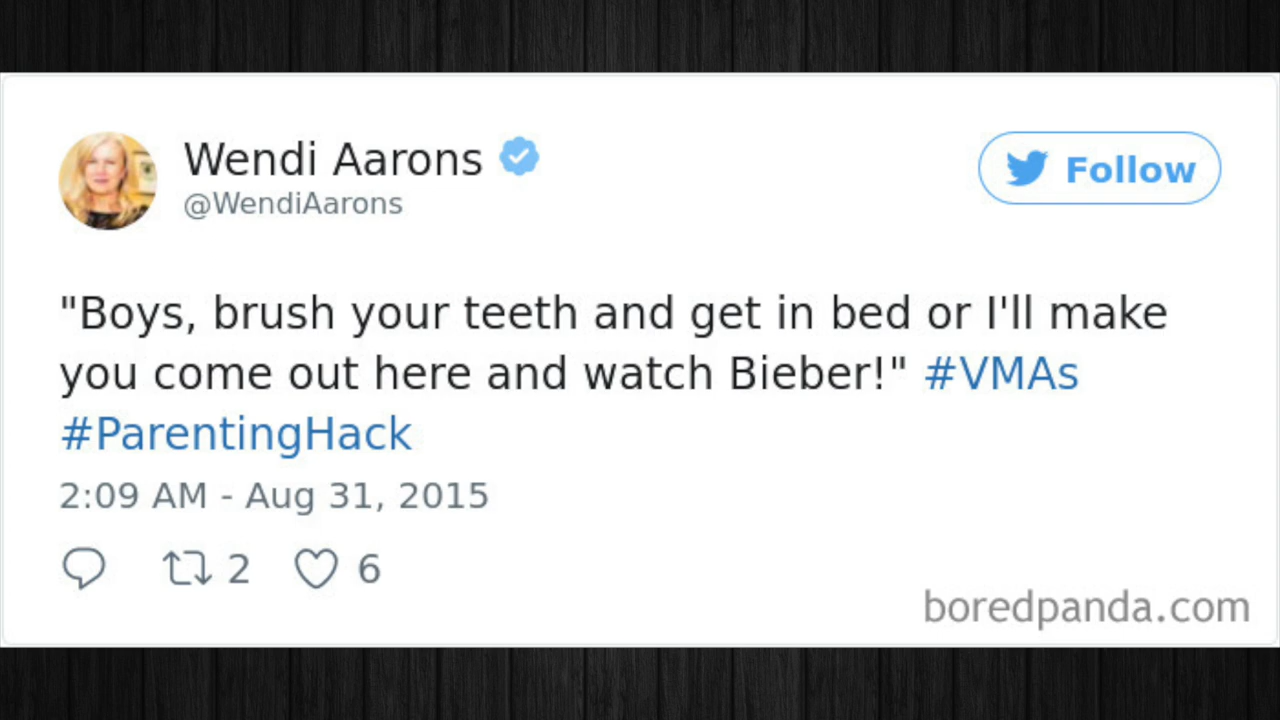 Wendi Aarons
@WendiAarons
Follow
"Boys, brush your teeth and get in bed or I'll make
you come out here and watch Bieber!" #VMAs
#ParentingHack
2:09 AM - Aug 31, 2015
2 6
boredpanda.com